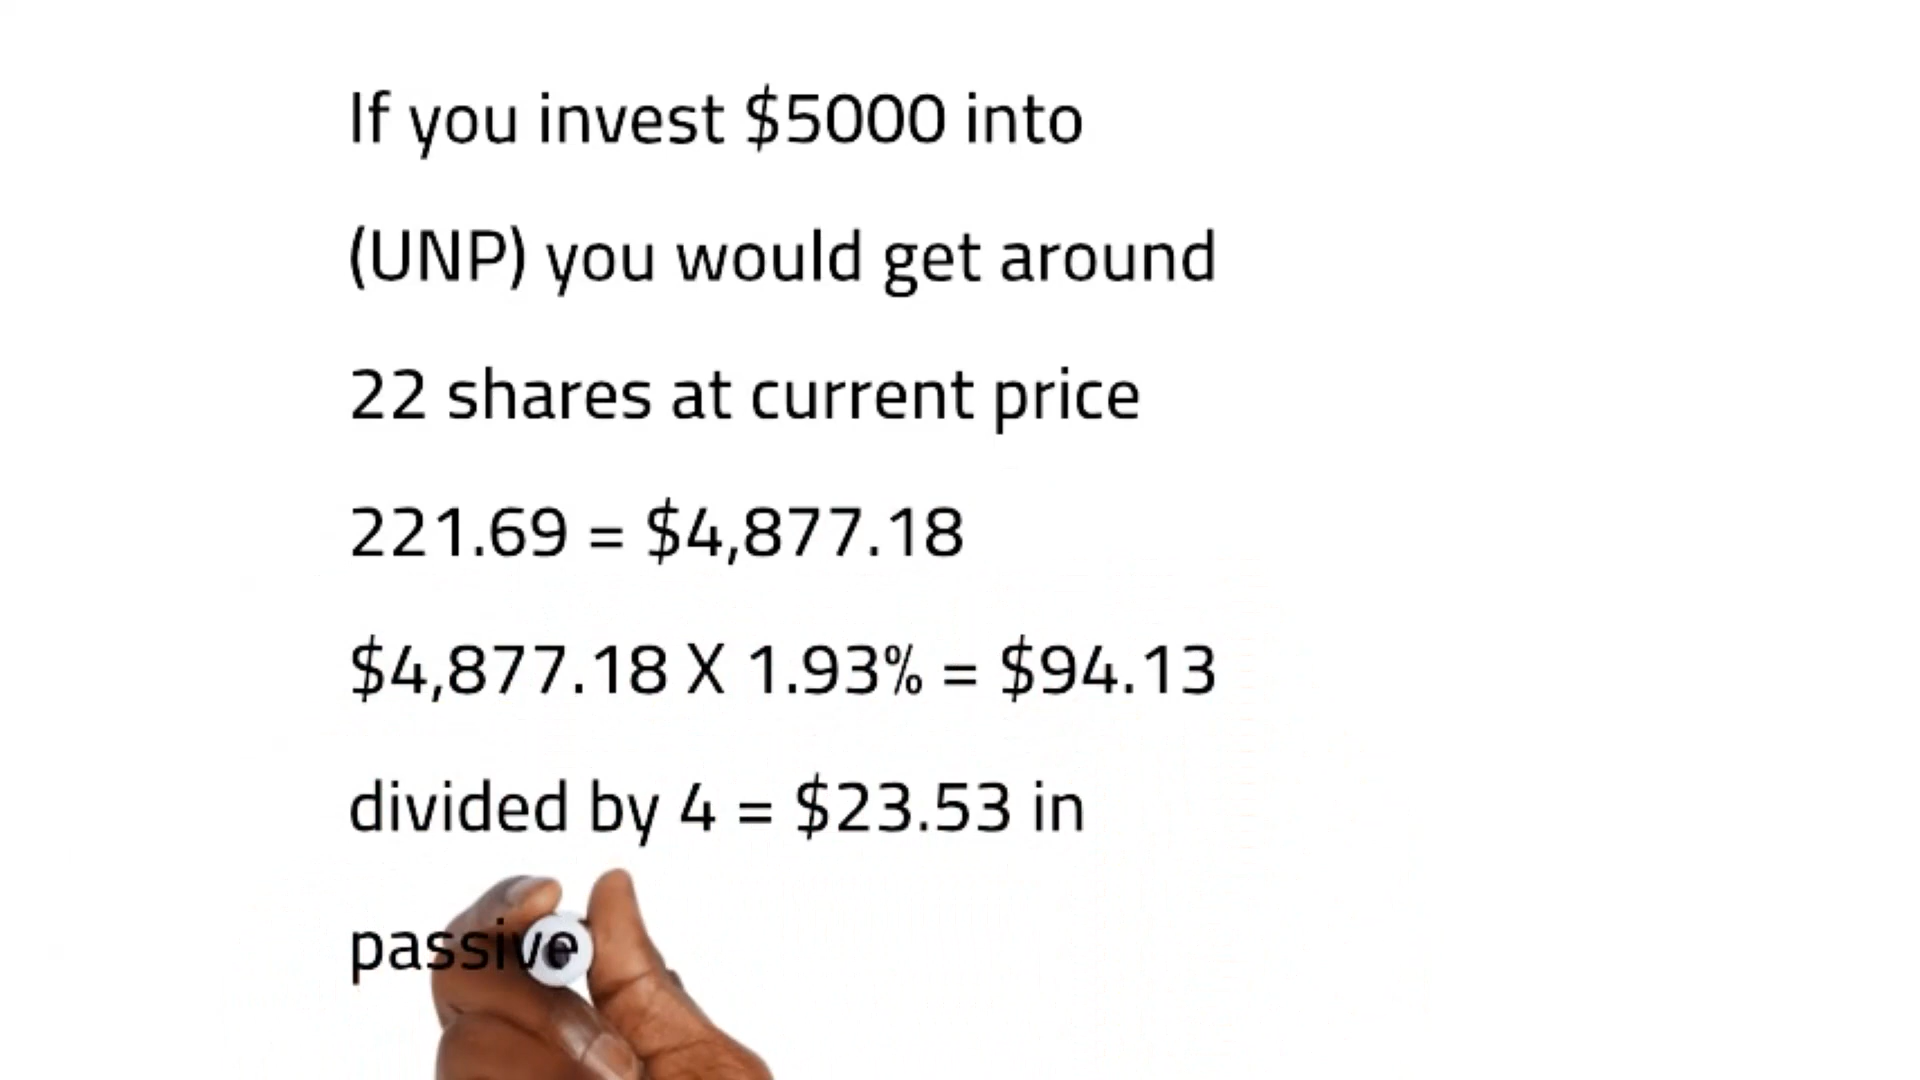 If you invest $5000 into
(UNP) you would get around
22 shares at current price
221.69 = $4,877.18
$4,877.18 X 1.93% = $94.13
divided by 4 = $23.53 in
passive